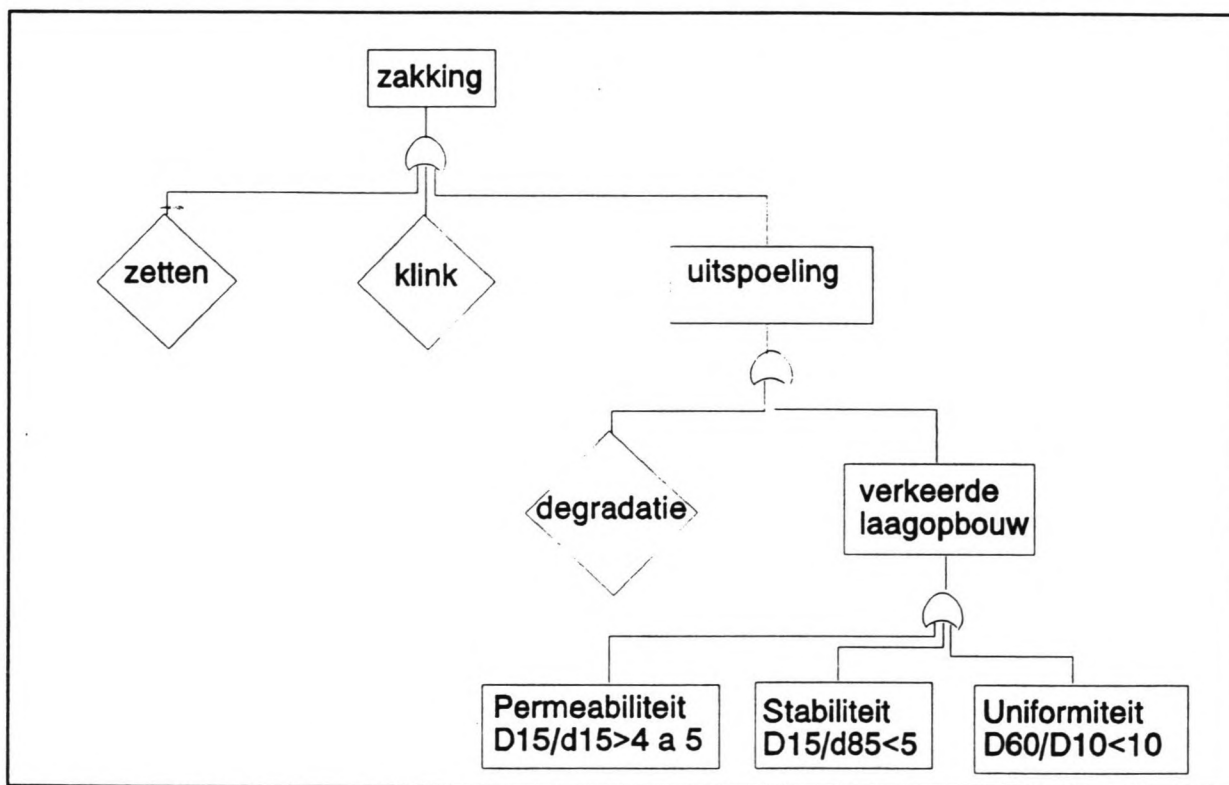 zakking
zetten
klink
uitspoeling
degradatie
verkeerde
laagopbouw
Permeabiliteit
D15/d15>4 a 5
Stabiliteit
D15/d85<5
Uniformiteit
D60/D10<10